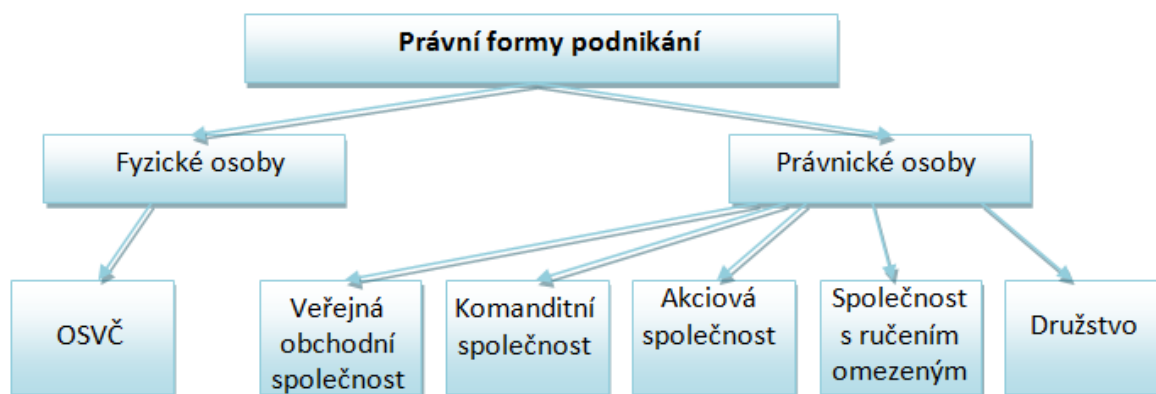 Právní formy podnikání
Fyzické osoby
Právnické osoby
OSVČ
Veřejná
obchodní
společnost
Komanditní
společnost
Akciová
společnost
Společnost
s ručením
omezeným
Družstvo